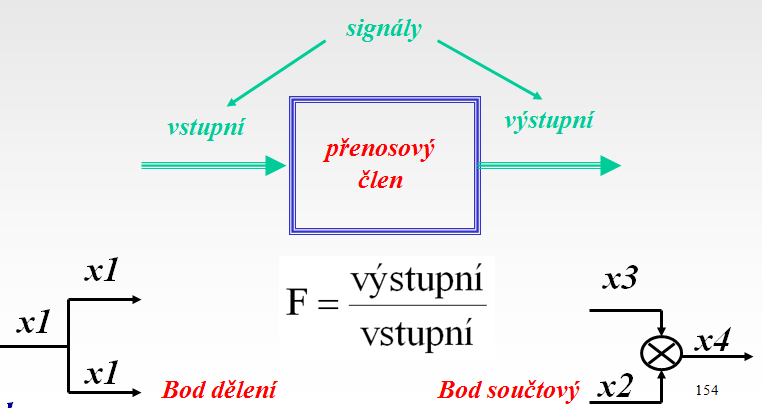 signály
vstupní
výstupní
přenosový
člen
x1
x1
x1
F = výstupní
vstupní
x3
x4
x2
Bod dělení
Bod součtový
154